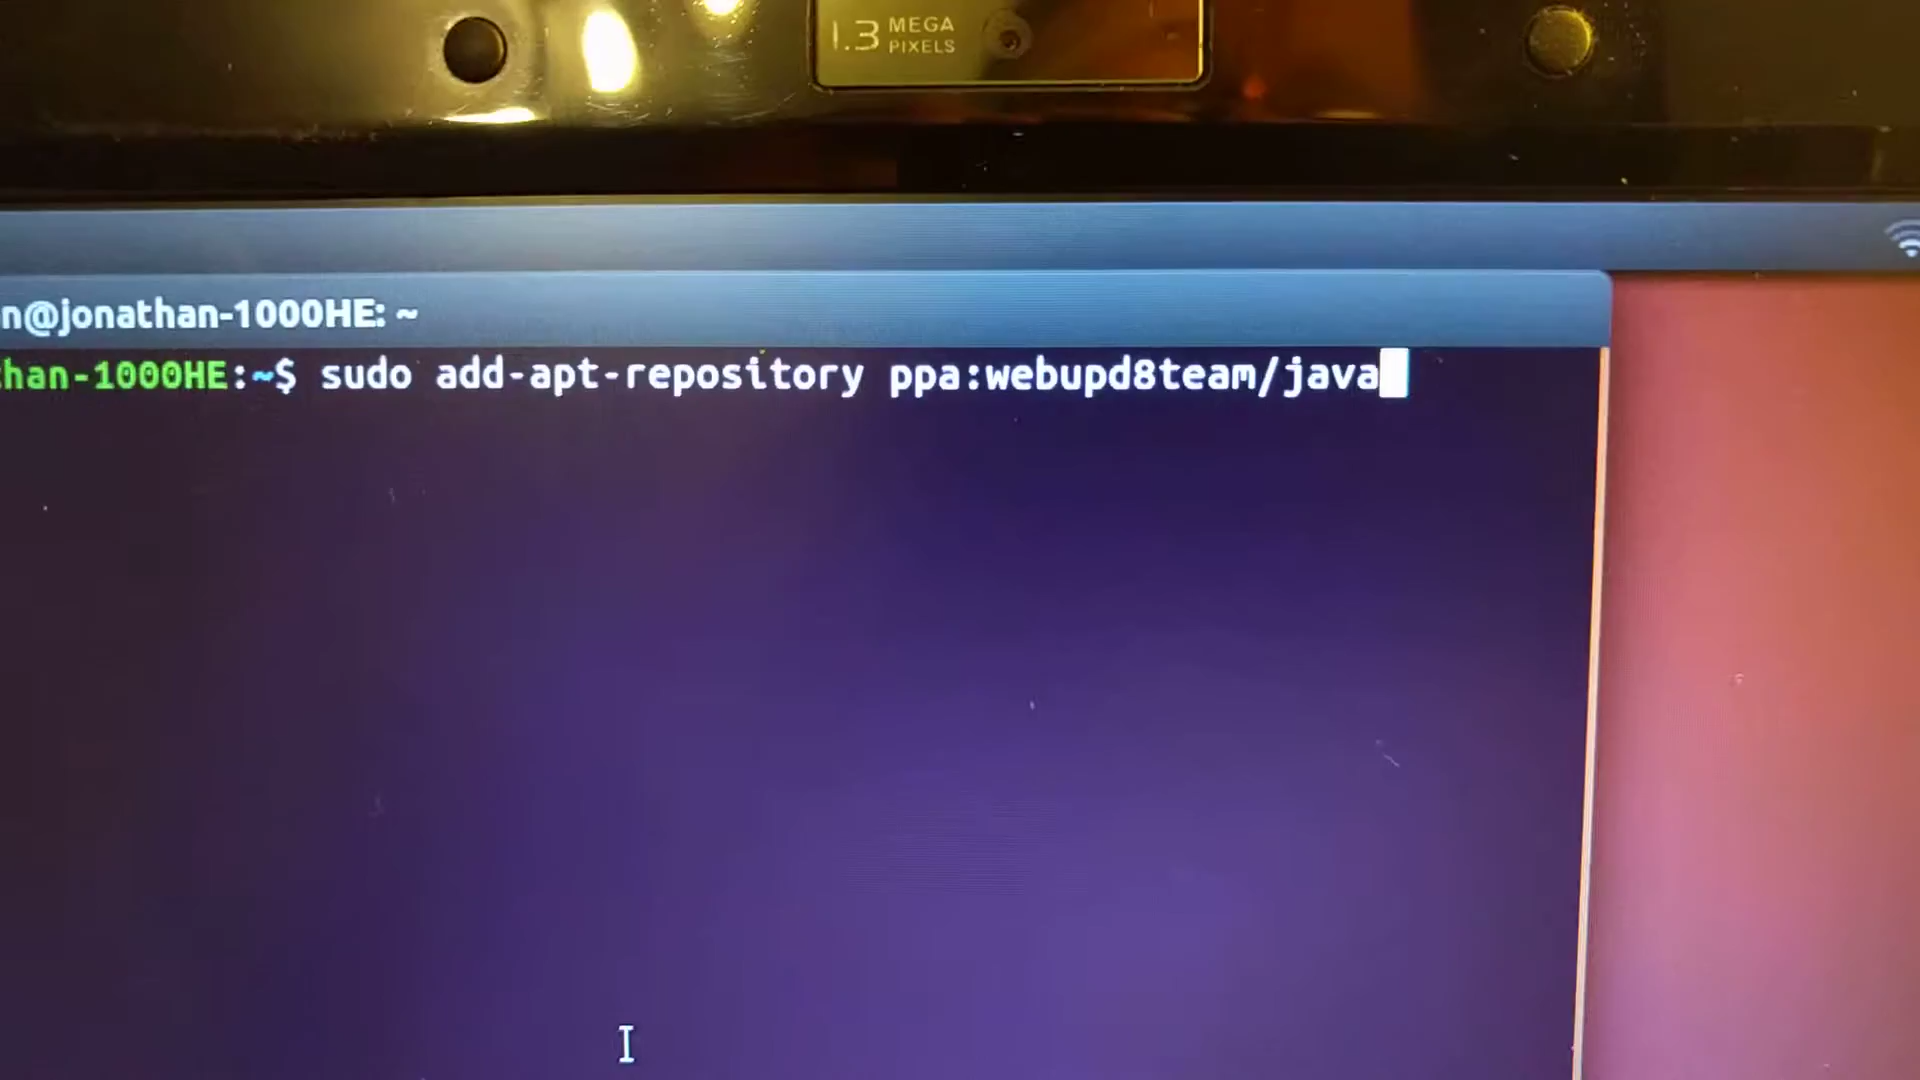 1.3 MEGA
PIXELS
n@jonathan-1000HE: ~
han-1000HE:~$ sudo add-apt-repository ppa:webupd8team/java